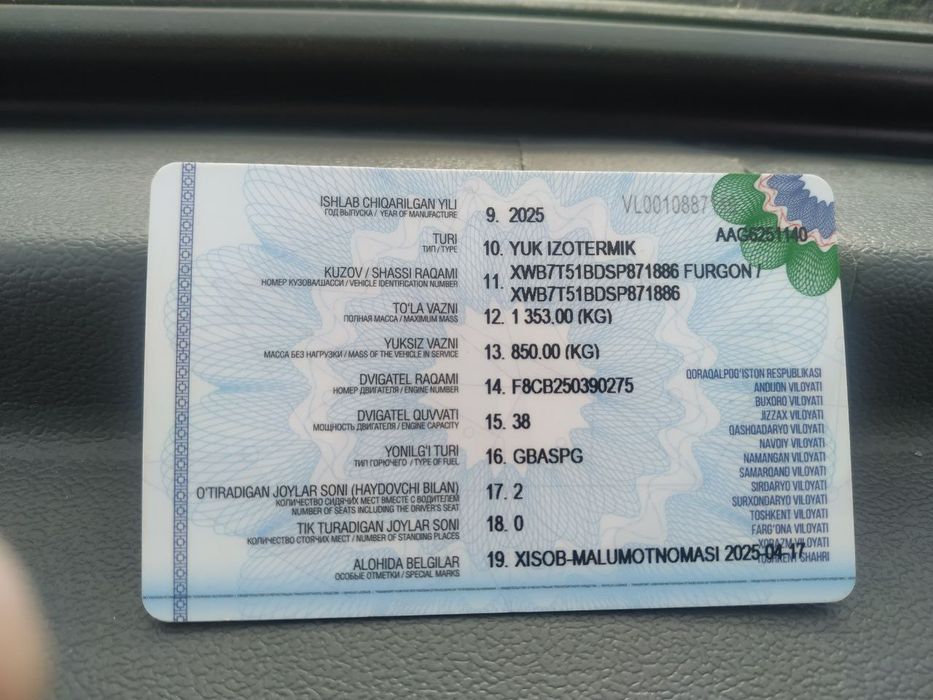 ISHLAB CHIQARILGAN YILI
ГОД ВЫПУСКА / YEAR OF MANUFACTURE
9. 2025
VL0010887
AAG6251140
TURI
ТИП / TYPE
10. YUK IZOTERMIK
KUZOV / SHASSI RAQAMI
НОМЕР КУЗОВА/ШАССИ / VEHICLE IDENTIFICATION NUMBER
11. XWB7T51BDSP871886 FURGON /
XWB7T51BDSP871886
TO'LA VAZNI
ПОЛНАЯ МАССА / MAXIMUM MASS
12. 1 353.00 (KG)
YUKSIZ VAZNI
МАССА БЕЗ НАГРУЗКИ / MASS OF THE VEHICLE IN SERVICE
13. 850.00 (KG)
DVIGATEL RAQAMI
НОМЕР ДВИГАТЕЛЯ / ENGINE NUMBER
14. F8CB250390275
DVIGATEL QUVVATI
МОЩНОСТЬ ДВИГАТЕЛЯ / ENGINE CAPACITY
15. 38
YONILG'I TURI
ТИП ГОРЮЧЕГО / TYPE OF FUEL
16. GBASPG
O'TIRADIGAN JOYLAR SONI (HAYDOVCHI BILAN)
КОЛИЧЕСТВО СИДЯЧИХ МЕСТ ВМЕСТЕ С ВОДИТЕЛЕМ
NUMBER OF SEATS INCLUDING THE DRIVER'S SEAT
17. 2
TIK TURADIGAN JOYLAR SONI
КОЛИЧЕСТВО СТОЯЧИХ МЕСТ / NUMBER OF STANDING PLACES
18. 0
ALOHIDA BELGILAR
ОСОБЫЕ ОТМЕТКИ / SPECIAL MARKS
19. XISOB-MALUMOTNOMASI 2025-04-17
QORAQALPOG'ISTON RESPUBLIKASI
ANDIJON VILOYATI
BUXORO VILOYATI
JIZZAX VILOYATI
QASHQADARYO VILOYATI
NAVOIY VILOYATI
NAMANGAN VILOYATI
SAMARQAND VILOYATI
SIRDARYO VILOYATI
SURXONDARYO VILOYATI
TOSHKENT VILOYATI
FARG'ONA VILOYATI
XORAZM VILOYATI
TOSHKENT SHAHRI